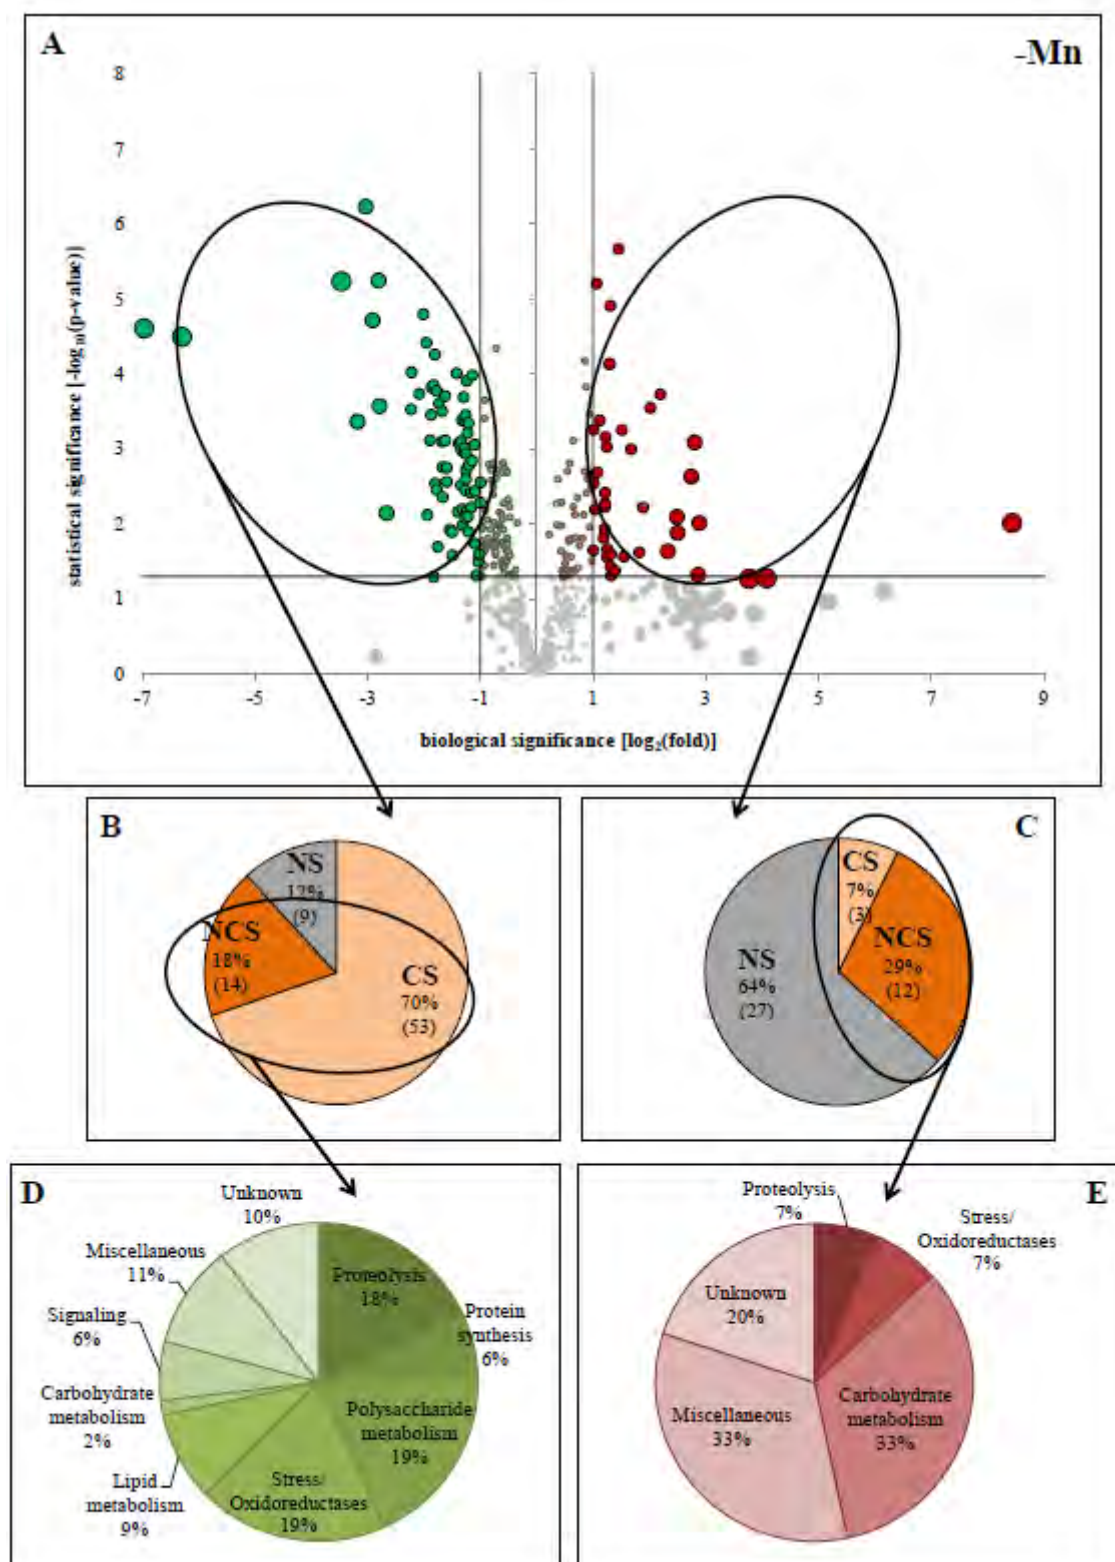 A
-Mn
8
7
6
5
4
3
2
1
0
statistical significance [-log10(p-value)]
-7
-5
-3
-1
1
3
5
7
9
biological significance [log2(fold)]
B
NS
12%
(9)
NCS
18%
(14)
CS
70%
(53)
C
CS
7%
(3)
NCS
29%
(12)
NS
64%
(27)
D
Unknown
10%
Miscellaneous
11%
Signaling
6%
Carbohydrate
metabolism
2%
Lipid
metabolism
9%
Stress/
Oxidoreductases
19%
Polysaccharide
metabolism
19%
Protein
synthesis
6%
Proteolysis
18%
E
Proteolysis
7%
Stress/
Oxidoreductases
7%
Carbohydrate
metabolism
33%
Miscellaneous
33%
Unknown
20%